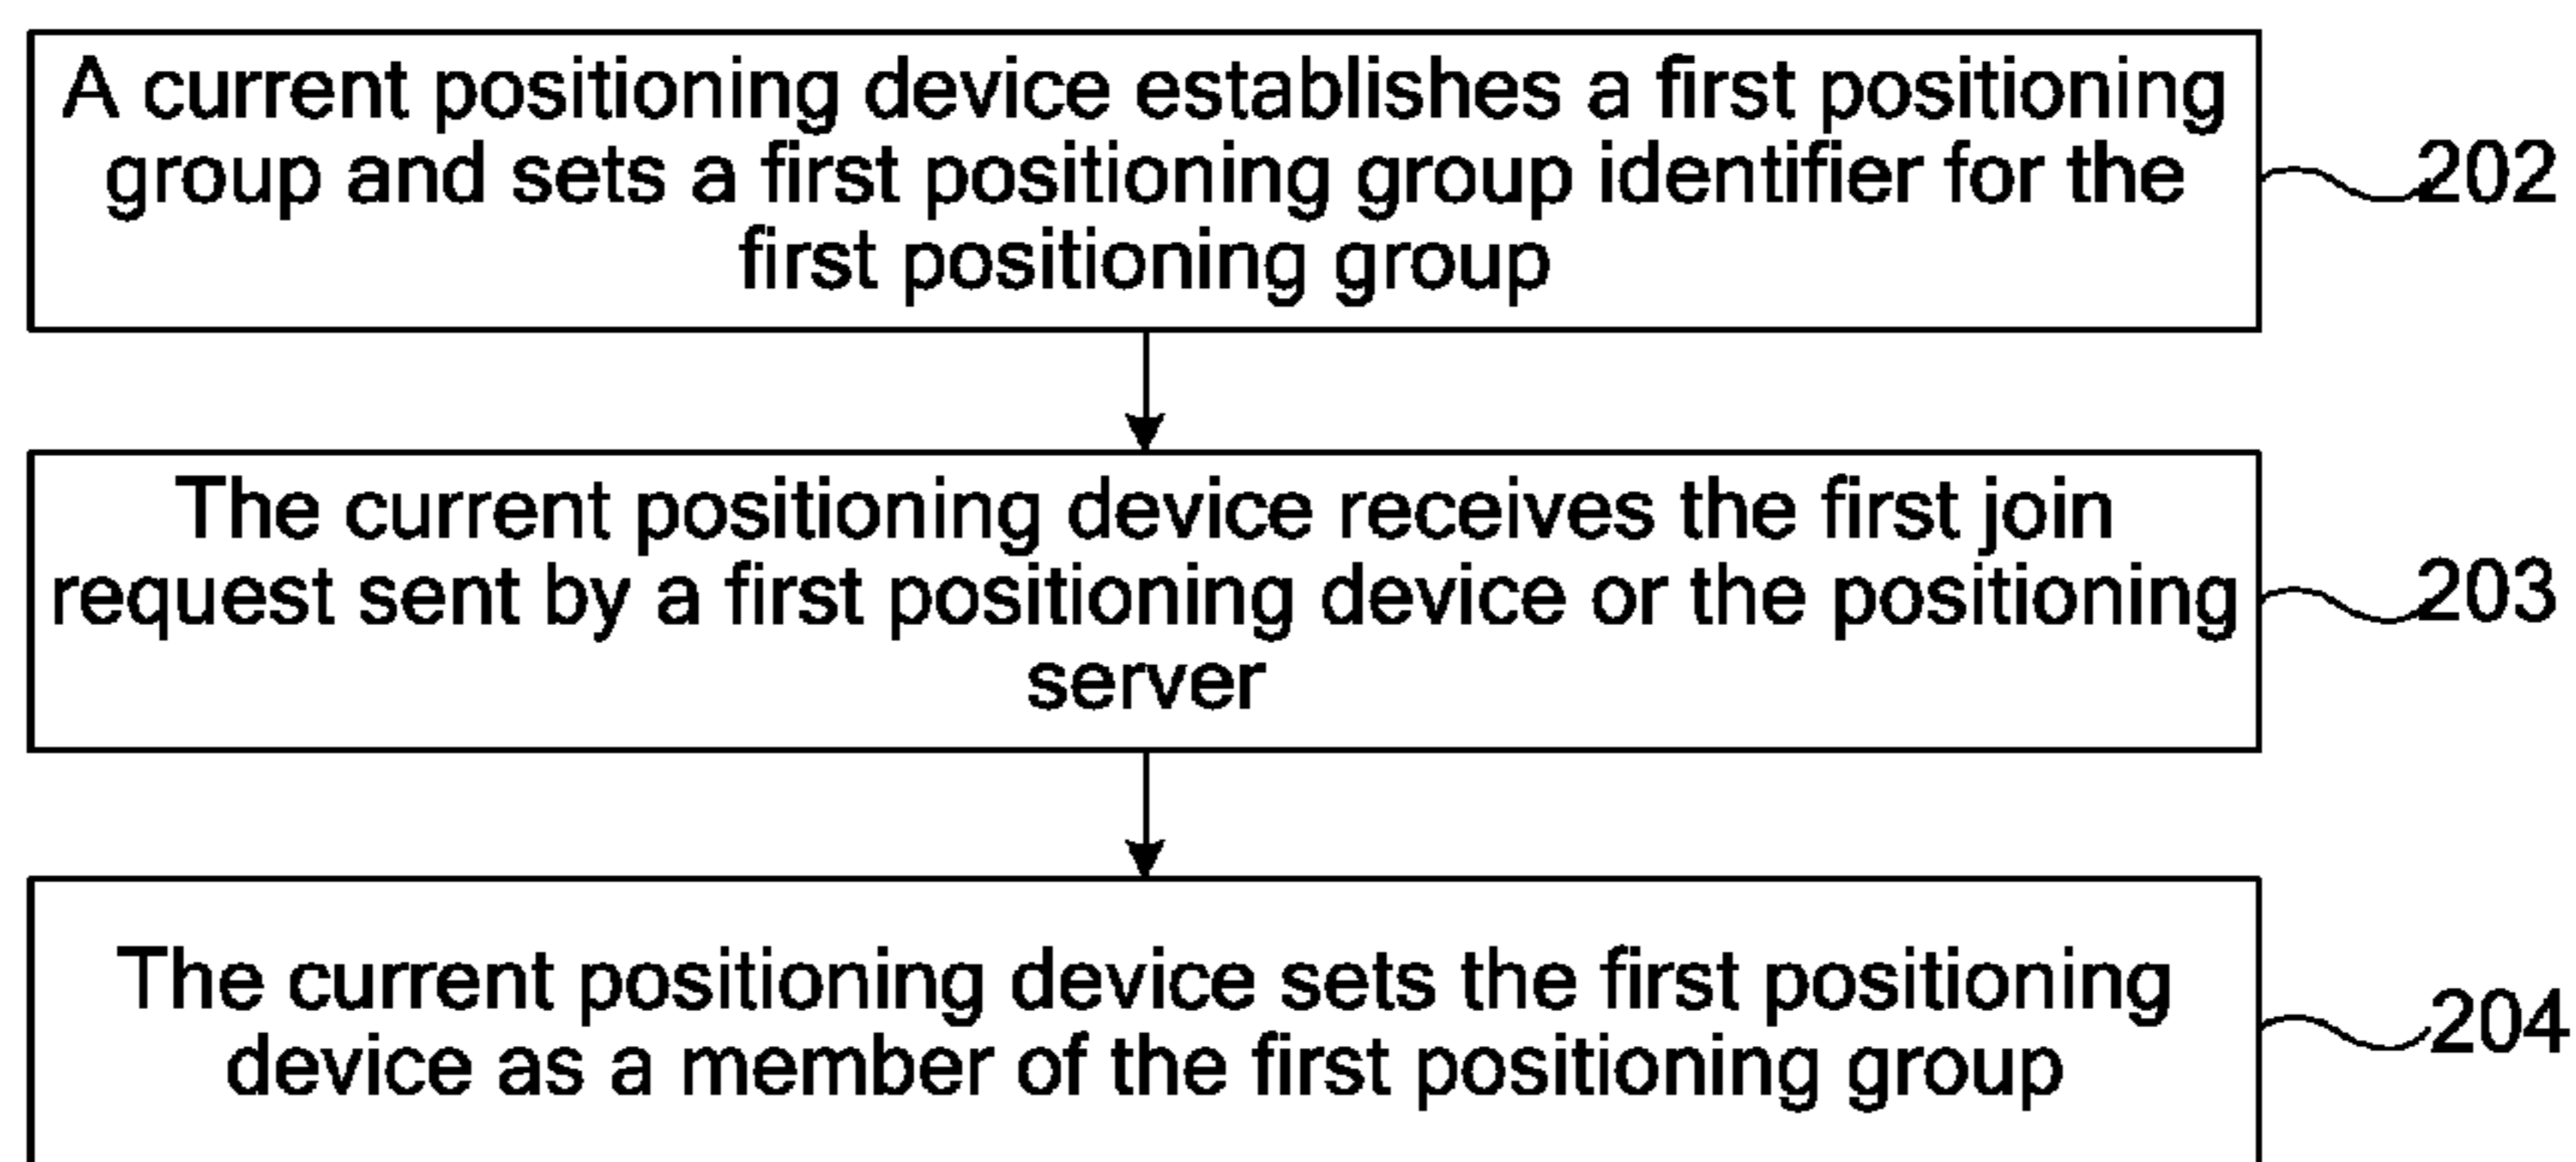 A current positioning device establishes a first positioning
group and sets a first positioning group identifier for the
first positioning group
202
The current positioning device receives the first join
request sent by a first positioning device or the positioning
server
203
The current positioning device sets the first positioning
device as a member of the first positioning group
204